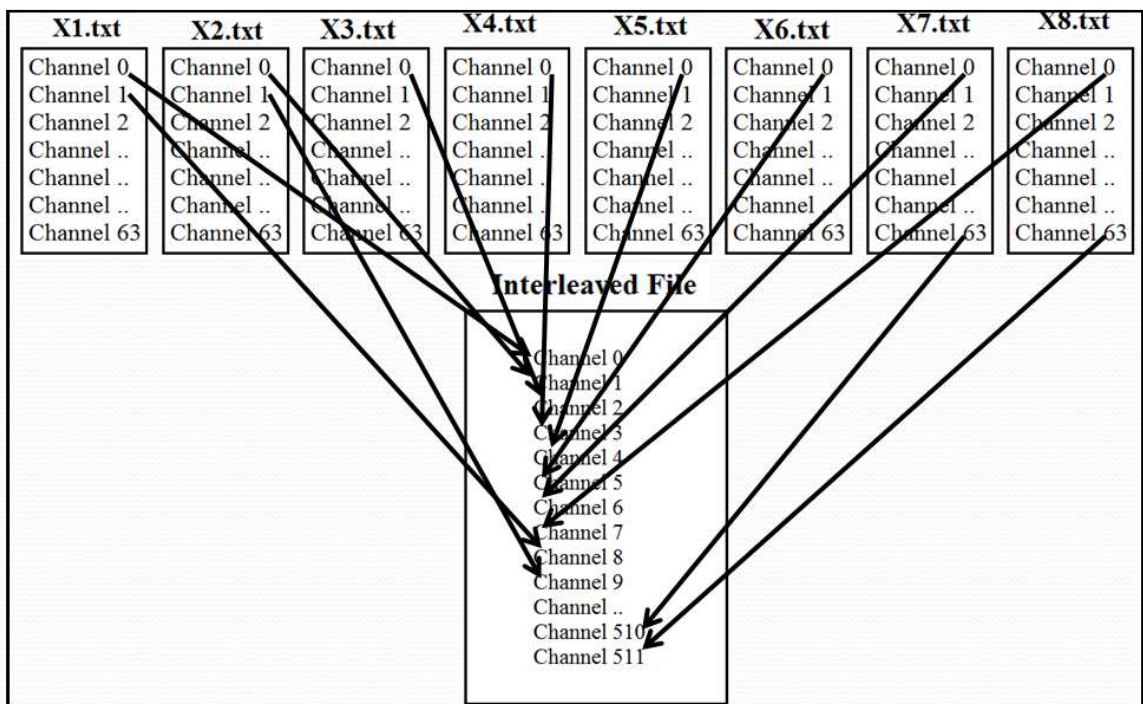 X1.txt X2.txt X3.txt X4.txt X5.txt X6.txt X7.txt X8.txt
Channel 0 Channel 0 Channel 0 Channel 0 Channel 0 Channel 0 Channel 0 Channel 0
Channel 1 Channel 1 Channel 1 Channel 1 Channel 1 Channel 1 Channel 1 Channel 1
Channel 2 Channel 2 Channel 2 Channel 2 Channel 2 Channel 2 Channel 2 Channel 2
Channel .. Channel .. Channel .. Channel .. Channel .. Channel .. Channel .. Channel ..
Channel .. Channel .. Channel .. Channel .. Channel .. Channel .. Channel .. Channel ..
Channel .. Channel .. Channel .. Channel .. Channel .. Channel .. Channel .. Channel ..
Channel 63 Channel 63 Channel 63 Channel 63 Channel 63 Channel 63 Channel 63 Channel 63
Interleaved File
Channel 0
Channel 1
Channel 2
Channel 3
Channel 4
Channel 5
Channel 6
Channel 7
Channel 8
Channel 9
Channel ..
Channel 510
Channel 511